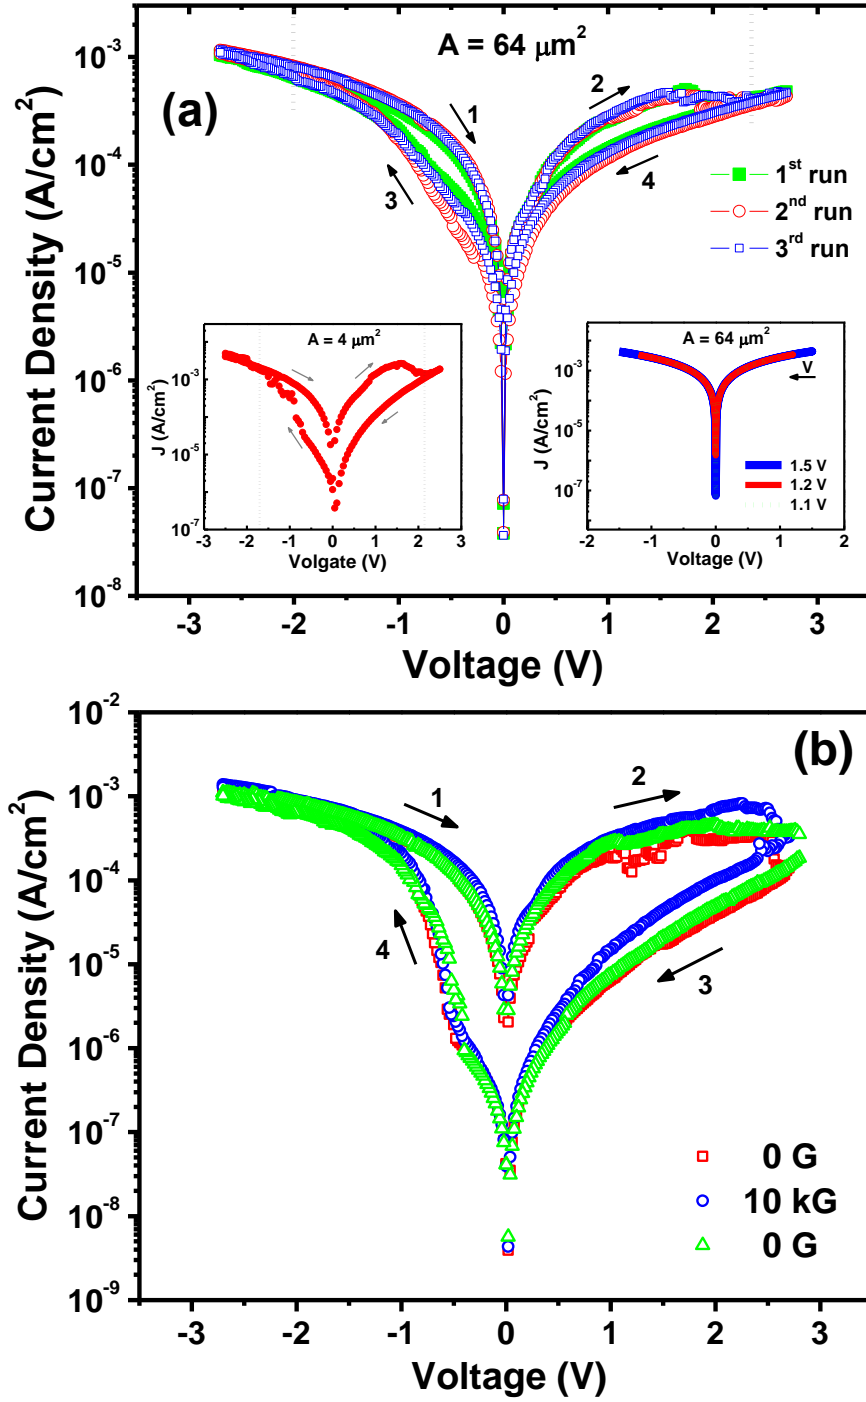 A = 64 μm²
(a)
1
2
3
4
1st run
2nd run
3rd run
10⁻³
10⁻⁴
10⁻⁵
10⁻⁶
10⁻⁷
10⁻⁸
Current Density (A/cm²)
-3 -2 -1 0 1 2 3
Voltage (V)
A = 4 μm²
10⁻³
10⁻⁵
10⁻⁷
J (A/cm²)
-3 -2 -1 0 1 2 3
Volgate (V)
A = 64 μm²
V
10⁻³
10⁻⁵
10⁻⁷
J (A/cm²)
1.5 V
1.2 V
1.1 V
-2 -1 0 1 2
Voltage (V)
(b)
1
2
3
4
10⁻²
10⁻³
10⁻⁴
10⁻⁵
10⁻⁶
10⁻⁷
10⁻⁸
10⁻⁹
Current Density (A/cm²)
0 G
10 kG
0 G
-3 -2 -1 0 1 2 3
Voltage (V)